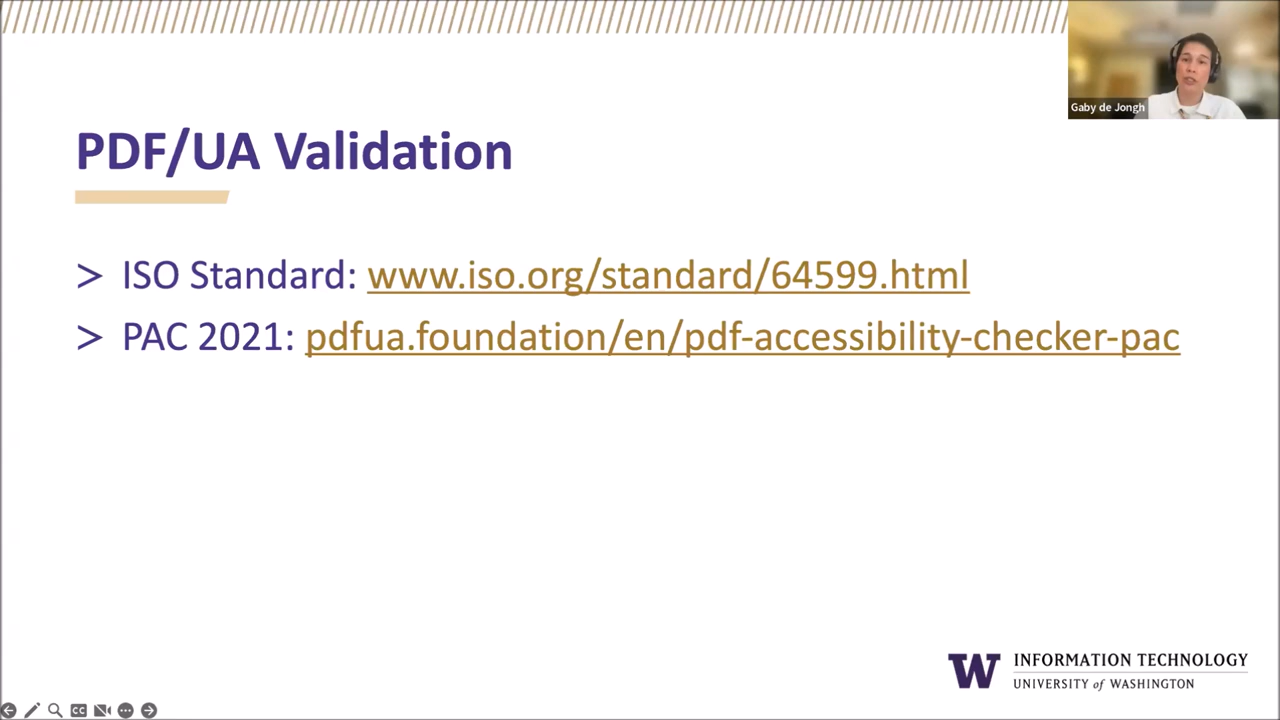 Gaby de Jongh
PDF/UA Validation
> ISO Standard: www.iso.org/standard/64599.html
> PAC 2021: pdfua.foundation/en/pdf-accessibility-checker-pac
W INFORMATION TECHNOLOGY
UNIVERSITY of WASHINGTON
CC